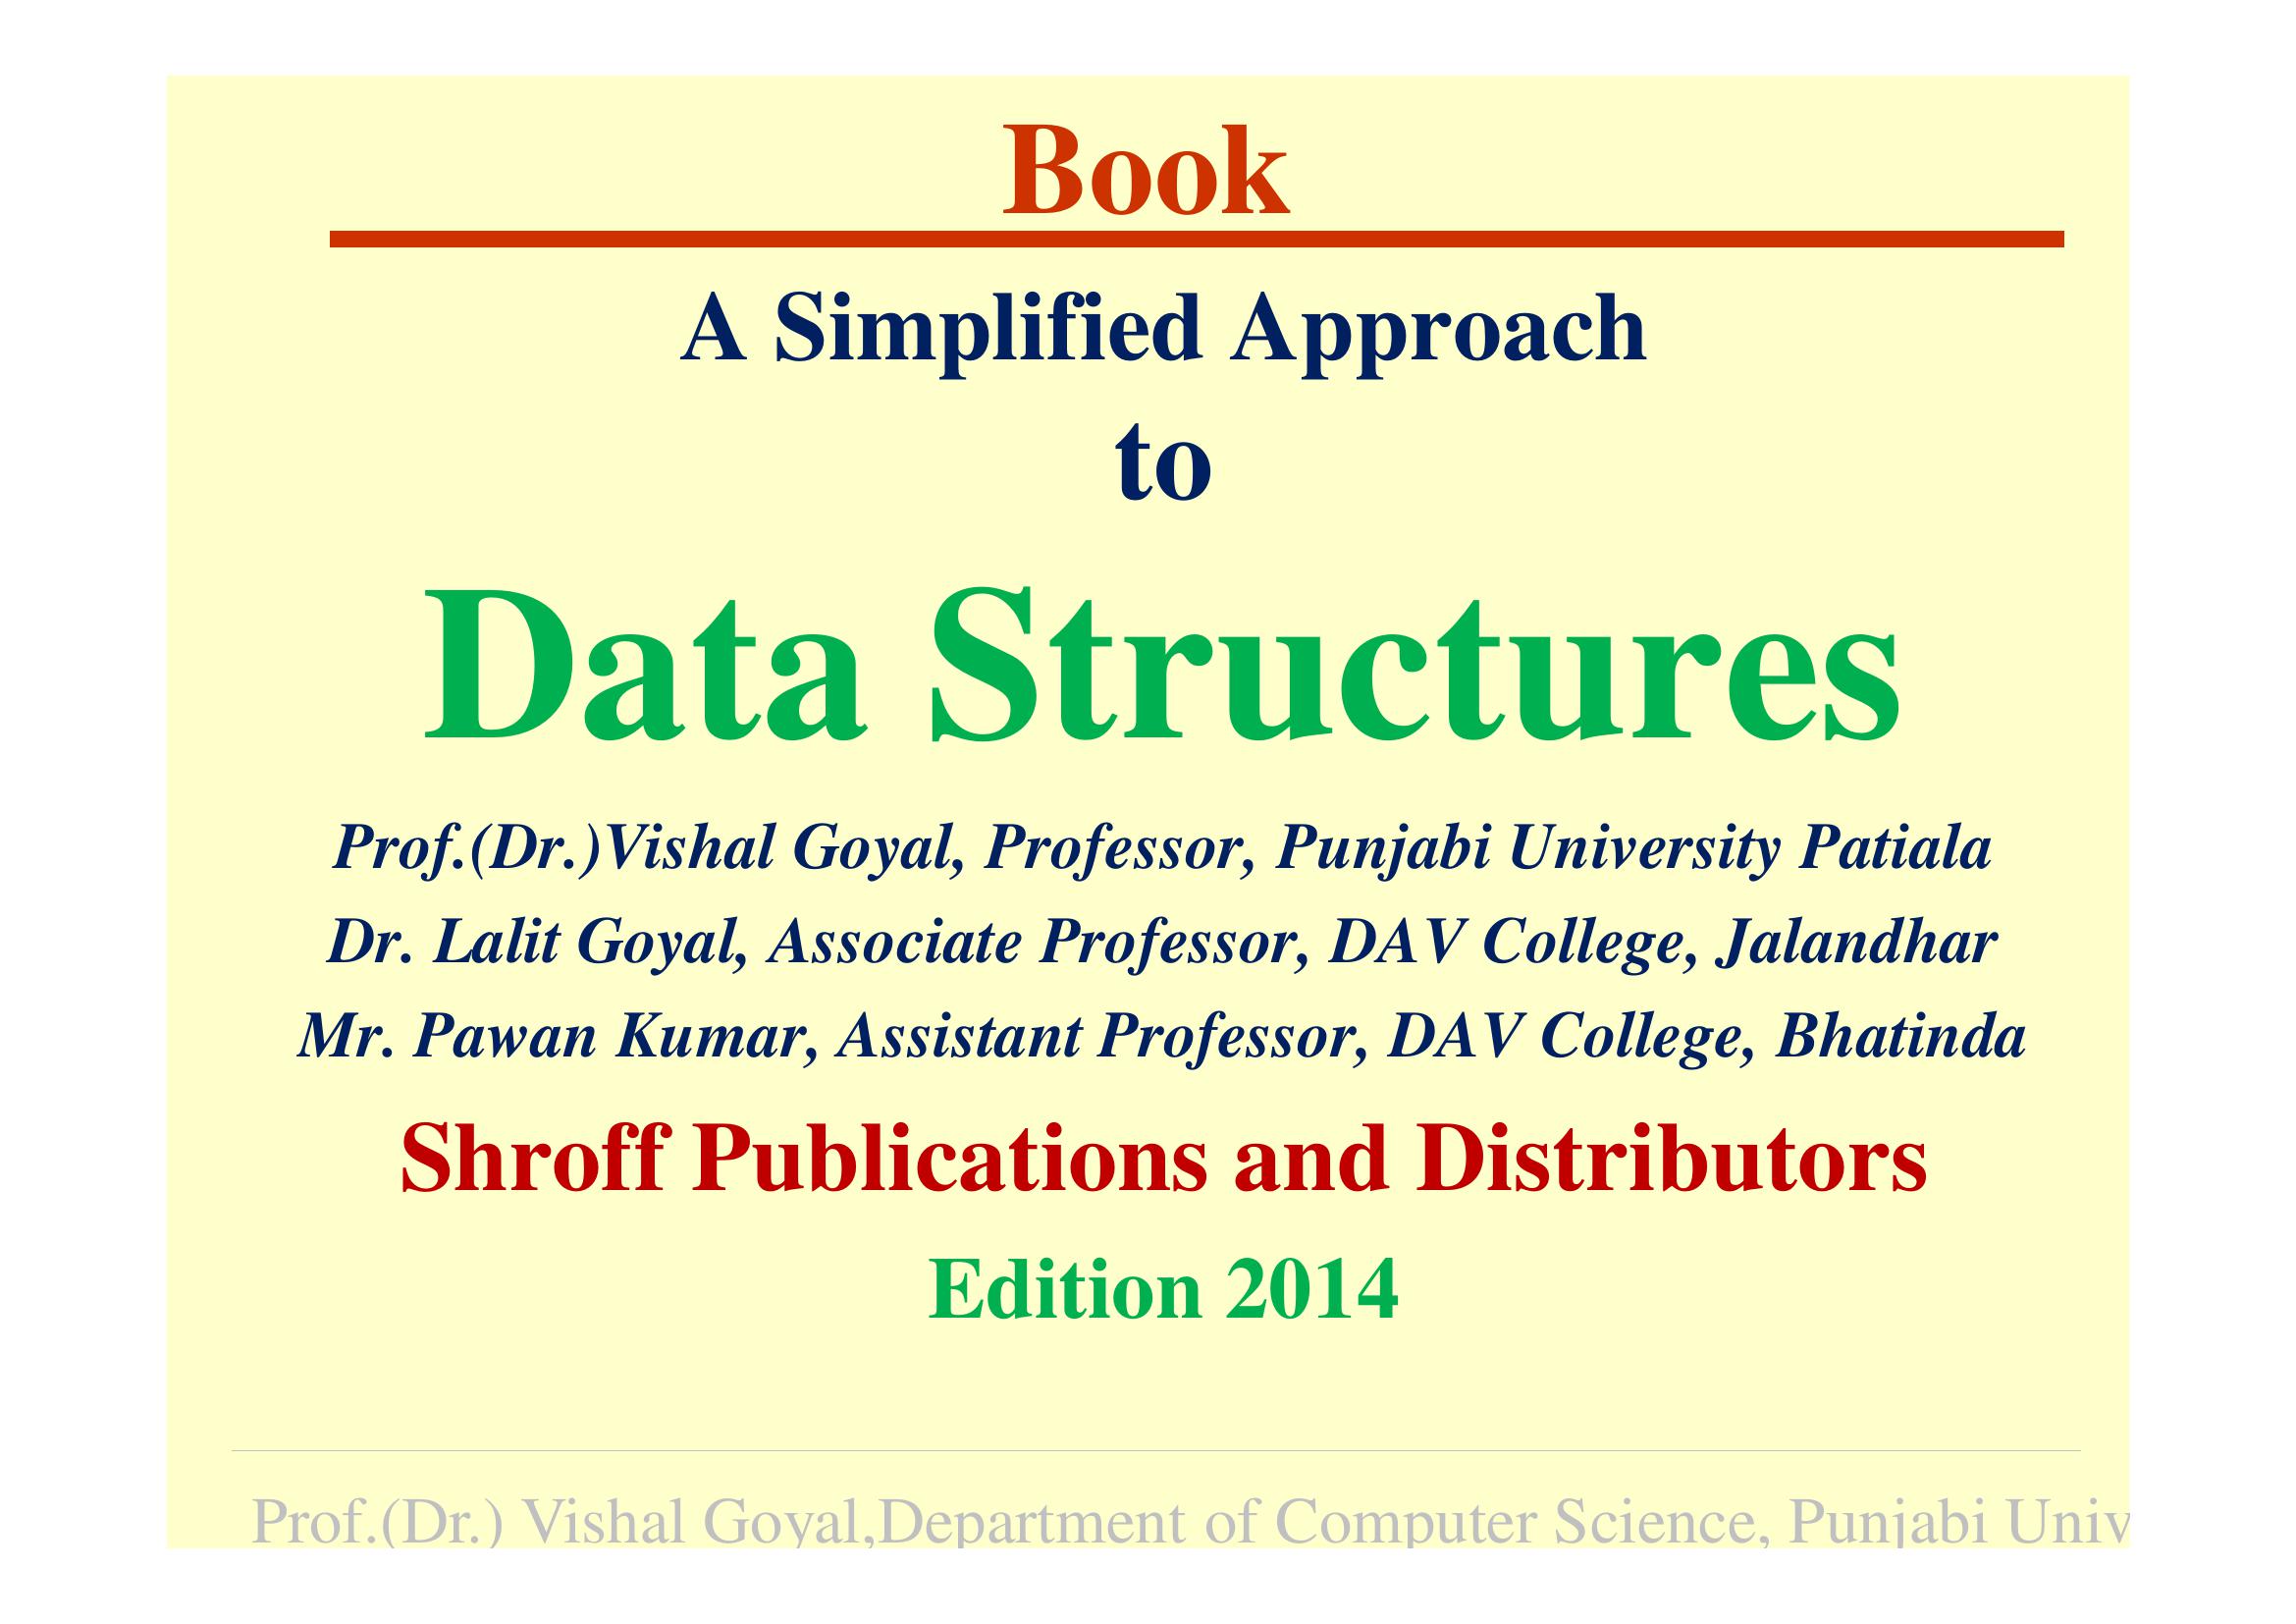 Book
A Simplified Approach
to
Data Structures
Prof.(Dr.)Vishal Goyal, Professor, Punjabi University Patiala
Dr. Lalit Goyal, Associate Professor, DAV College, Jalandhar
Mr. Pawan Kumar, Assistant Professor, DAV College, Bhatinda
Shroff Publications and Distributors
Edition 2014
Prof.(Dr.) Vishal Goyal,Department of Computer Science, Punjabi Univ